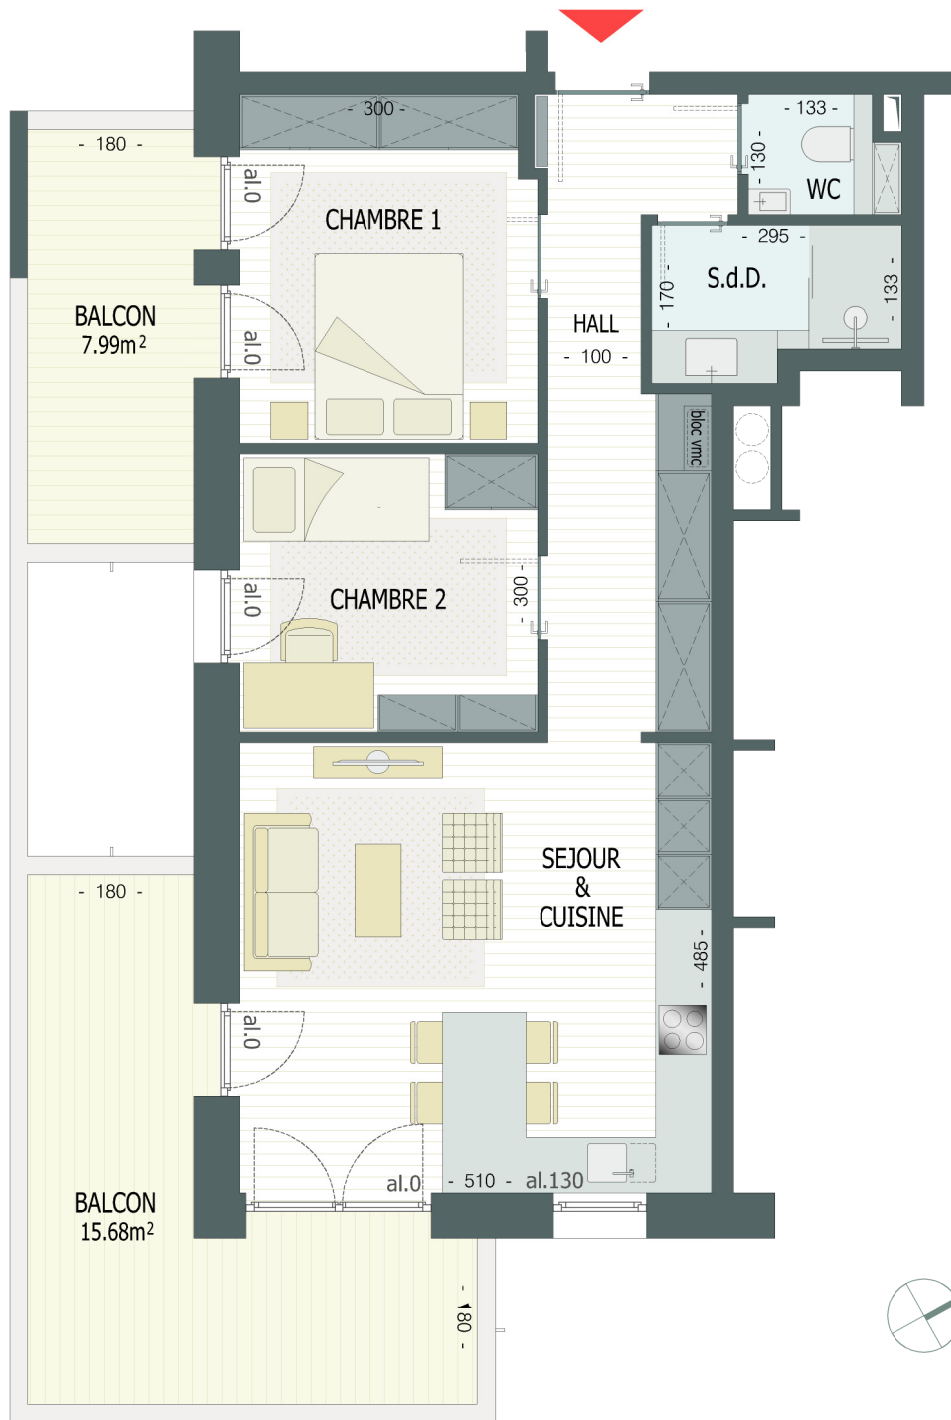 - 300 -
- 133 -
- 180 -
- 130 -
al.0
WC
CHAMBRE 1
- 295 -
S.d.D.
- 170 -
- 133 -
BALCON
7.99m²
HALL
- 100 -
al.0
bloc vmc
al.0
CHAMBRE 2
- 300 -
- 180 -
SEJOUR
&
CUISINE
- 485 -
al.0
al.0
- 510 -
al.130
BALCON
15.68m²
- 180 -